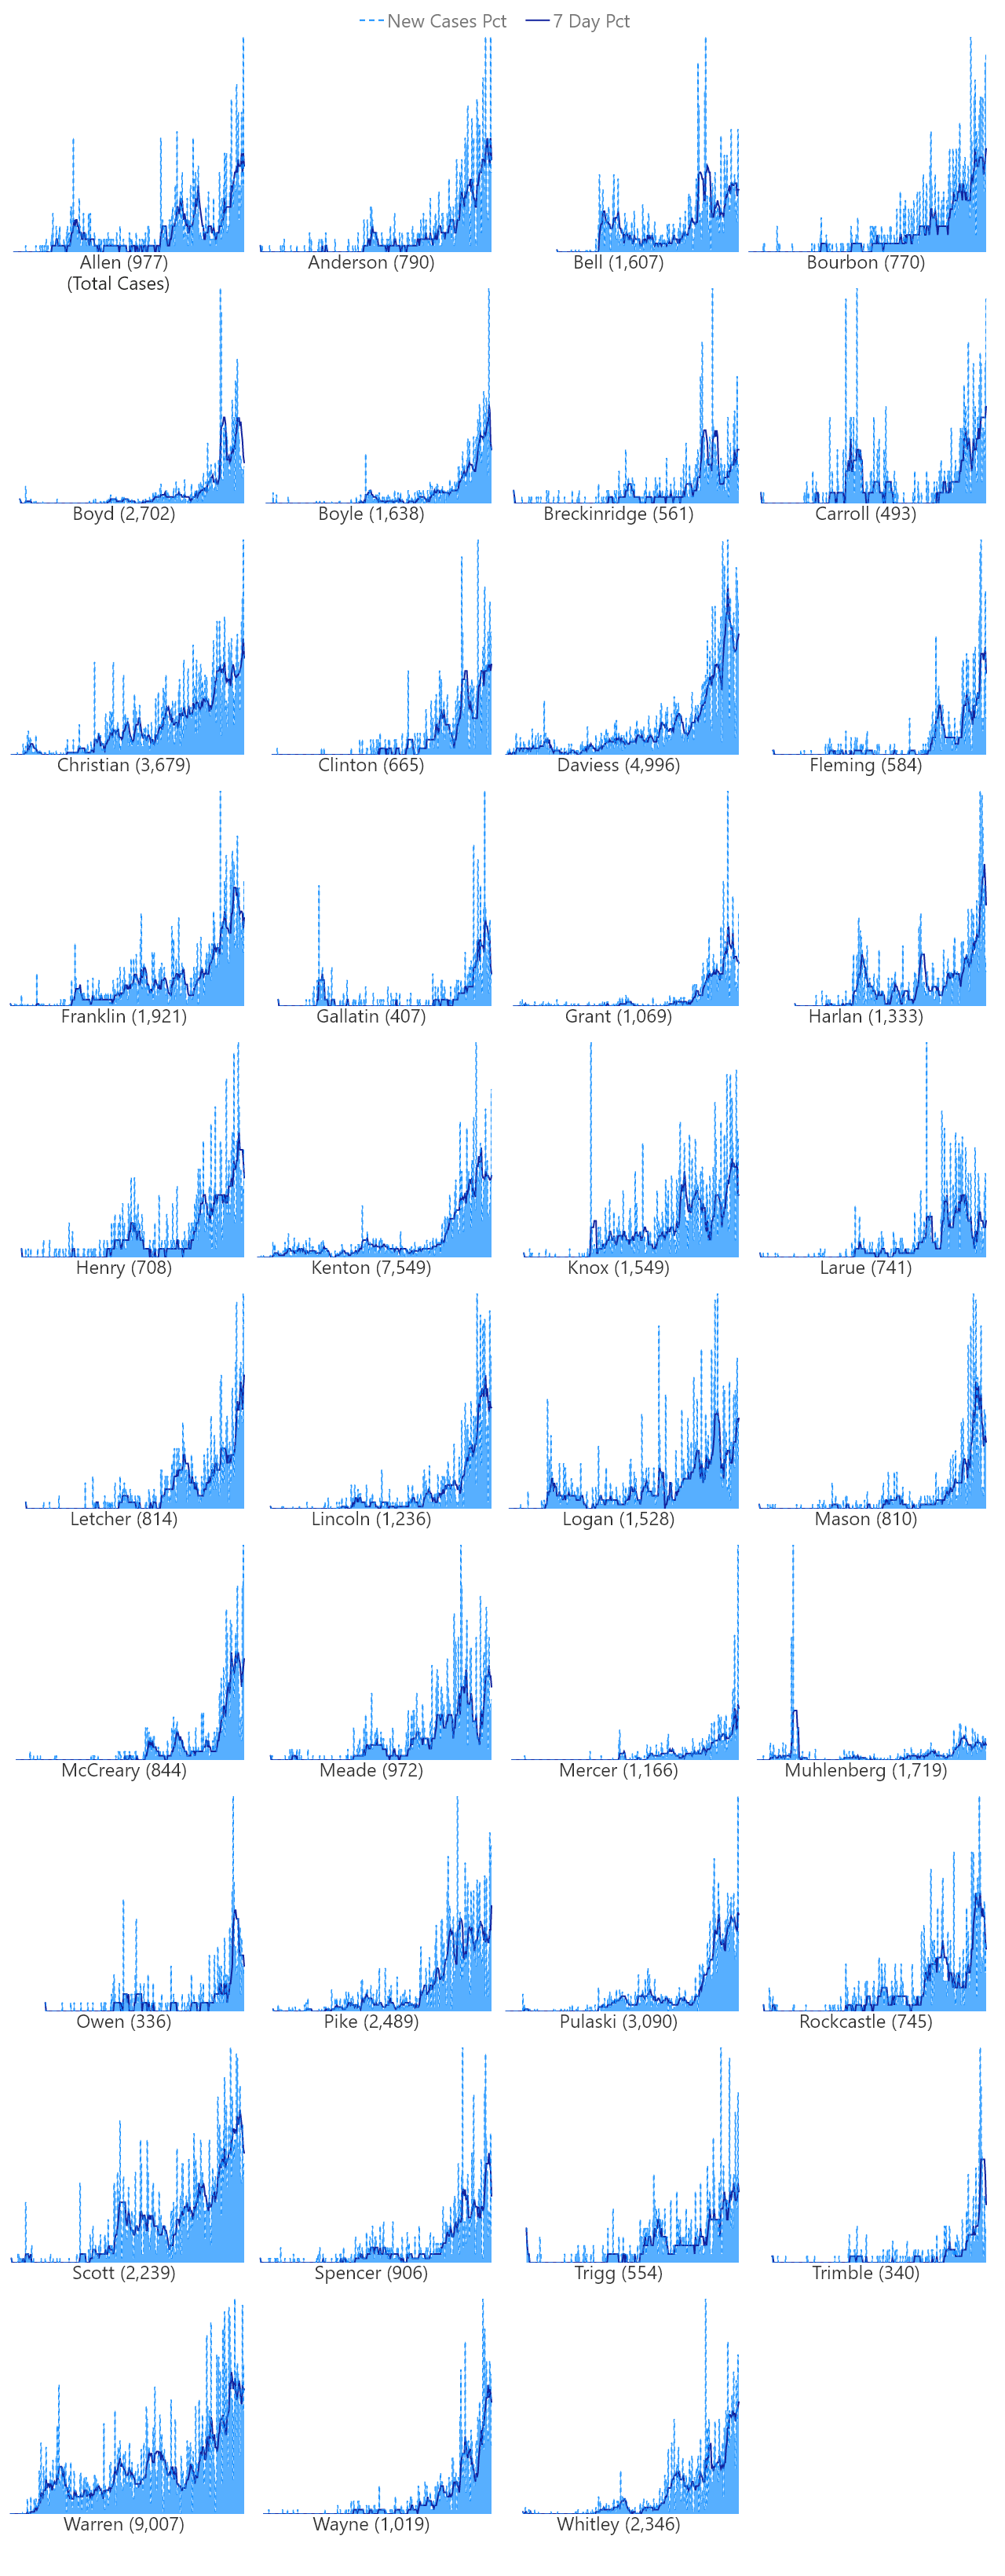 New Cases Pct 7 Day Pct
Allen (977) Anderson (790) Bell (1,607) Bourbon (770)
(Total Cases)
Boyd (2,702) Boyle (1,638) Breckinridge (561) Carroll (493)
Christian (3,679) Clinton (665) Daviess (4,996) Fleming (584)
Franklin (1,921) Gallatin (407) Grant (1,069) Harlan (1,333)
Henry (708) Kenton (7,549) Knox (1,549) Larue (741)
Letcher (814) Lincoln (1,236) Logan (1,528) Mason (810)
McCreary (844) Meade (972) Mercer (1,166) Muhlenberg (1,719)
Owen (336) Pike (2,489) Pulaski (3,090) Rockcastle (745)
Scott (2,239) Spencer (906) Trigg (554) Trimble (340)
Warren (9,007) Wayne (1,019) Whitley (2,346)